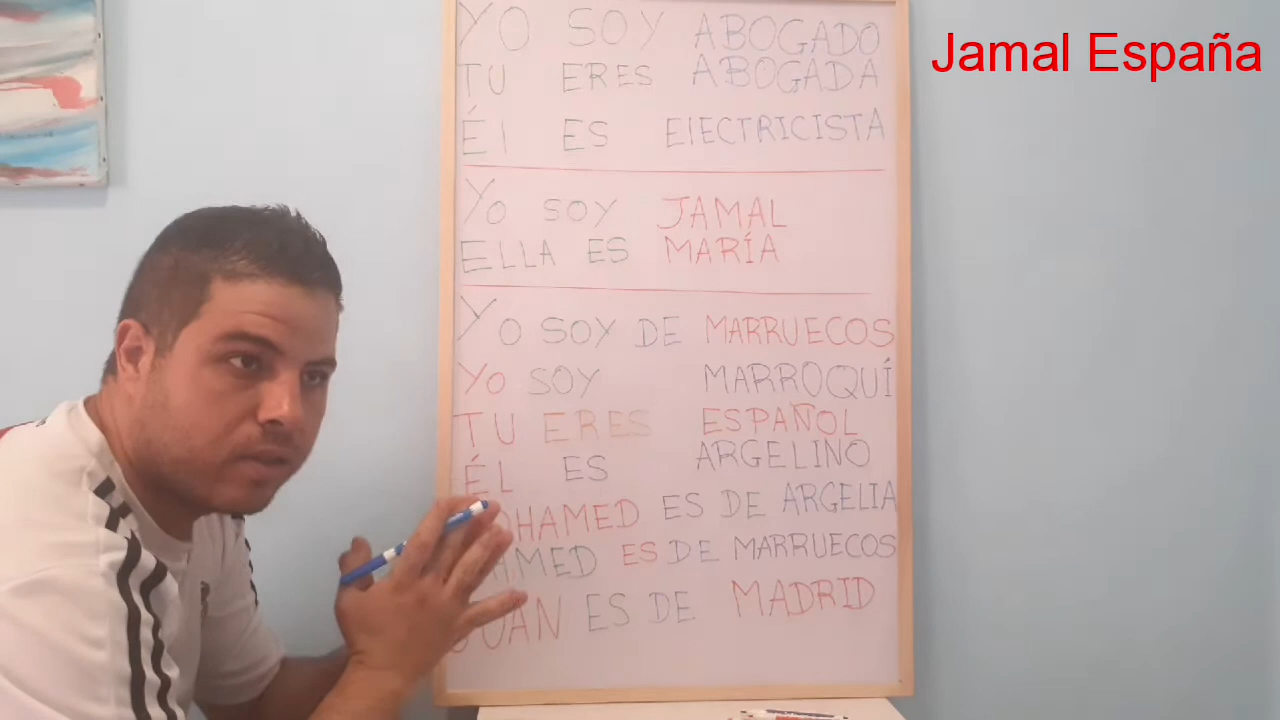 YO SOY ABOGADO
TU ERES ABOGADA
Él ES ElECTRICISTA
YO SOY JAMAL
ELLA ES MARÍA
YO SOY DE MARRUECOS
YO SOY MARROQUÍ
TU ERES ESPAÑOL
ÉL ES ARGELINO
ES DE ARGELIA
ES DE MARRUECOS
ES DE MADRID
Jamal España